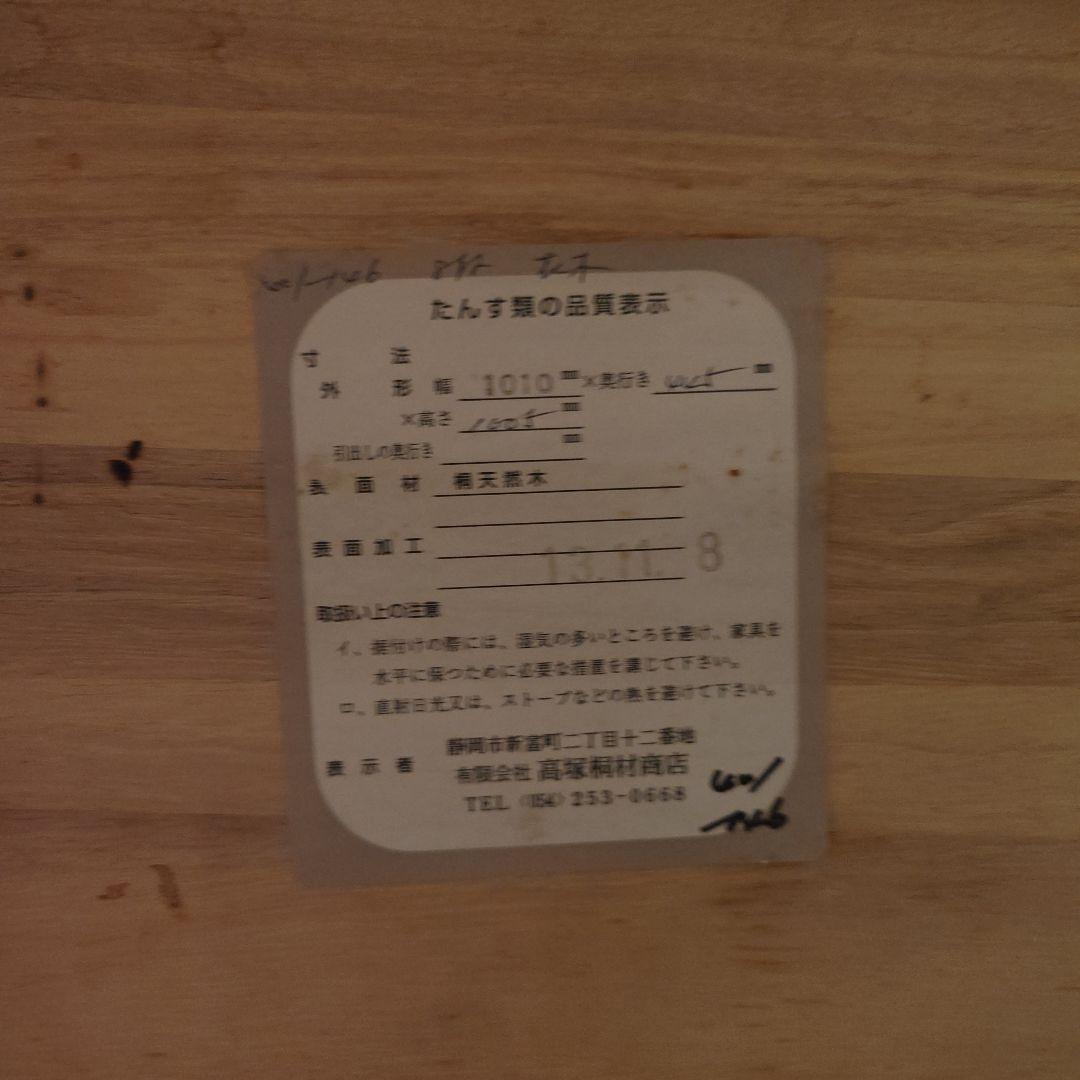 たんす類の品質表示
寸法
外形幅 1010 mm ×奥行き 445 mm
×高さ 1005 mm
引出しの奥行き mm
表面材 桐天然木
表面加工
13.11. 8
取扱い上の注意
イ、据付けの際には、湿気の多いところを避け、家具を
水平に保つために必要な措置を講じて下さい。
ロ、直射日光又は、ストーブなどの熱を避けて下さい。
表示者
静岡市新富町二丁目十二番地
有限会社 高塚桐材商店
TEL (054) 253-0668